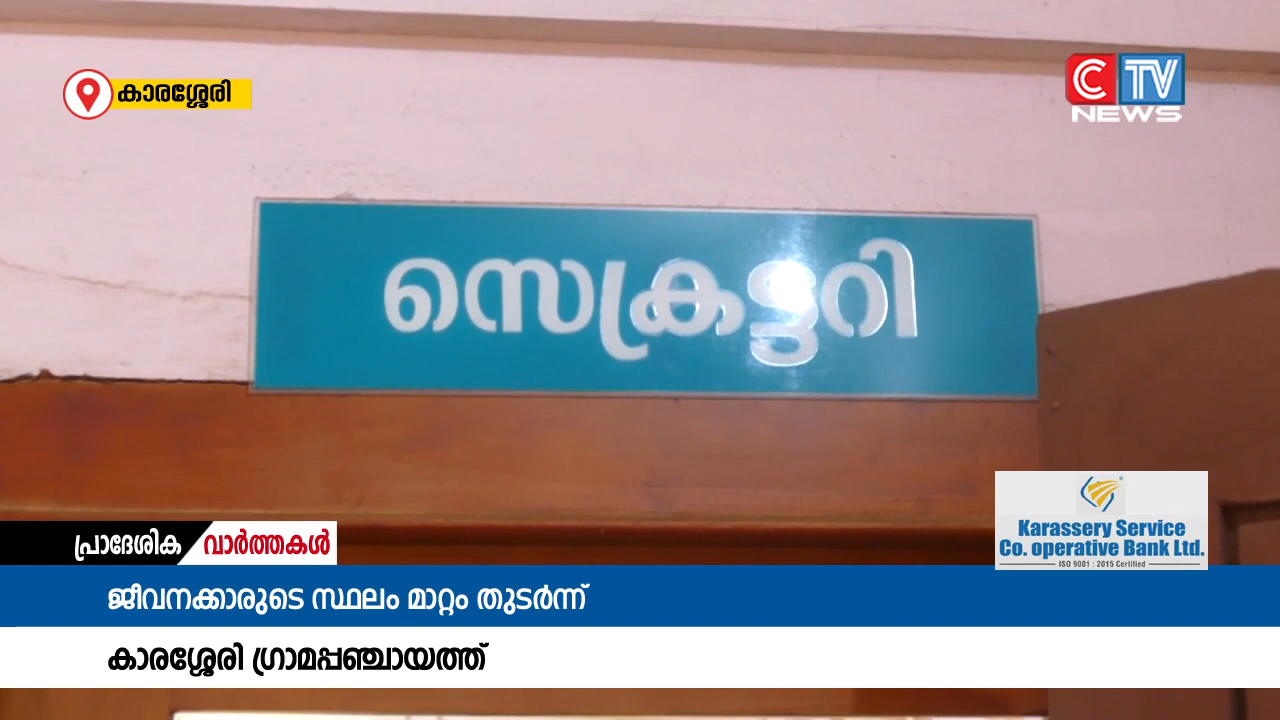 കാരശ്ശേരി
C TV
NEWS
സെക്രട്ടറി
Karassery Service
Co. operative Bank Ltd.
ISO 9001 : 2015 Certified
പ്രാദേശിക വാർത്തകൾ
ജീവനക്കാരുടെ സ്ഥലം മാറ്റം തുടർന്ന്
കാരശ്ശേരി ഗ്രാമപ്പഞ്ചായത്ത്